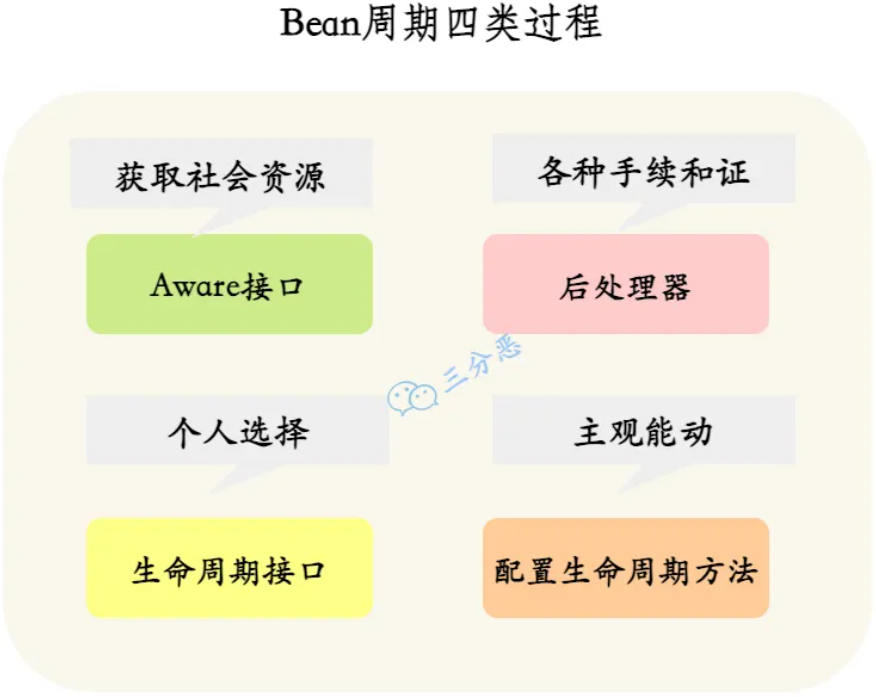 Bean周期四类过程
获取社会资源
各种手续和证
Aware接口
后处理器
三分恶
个人选择
主观能动
生命周期接口
配置生命周期方法